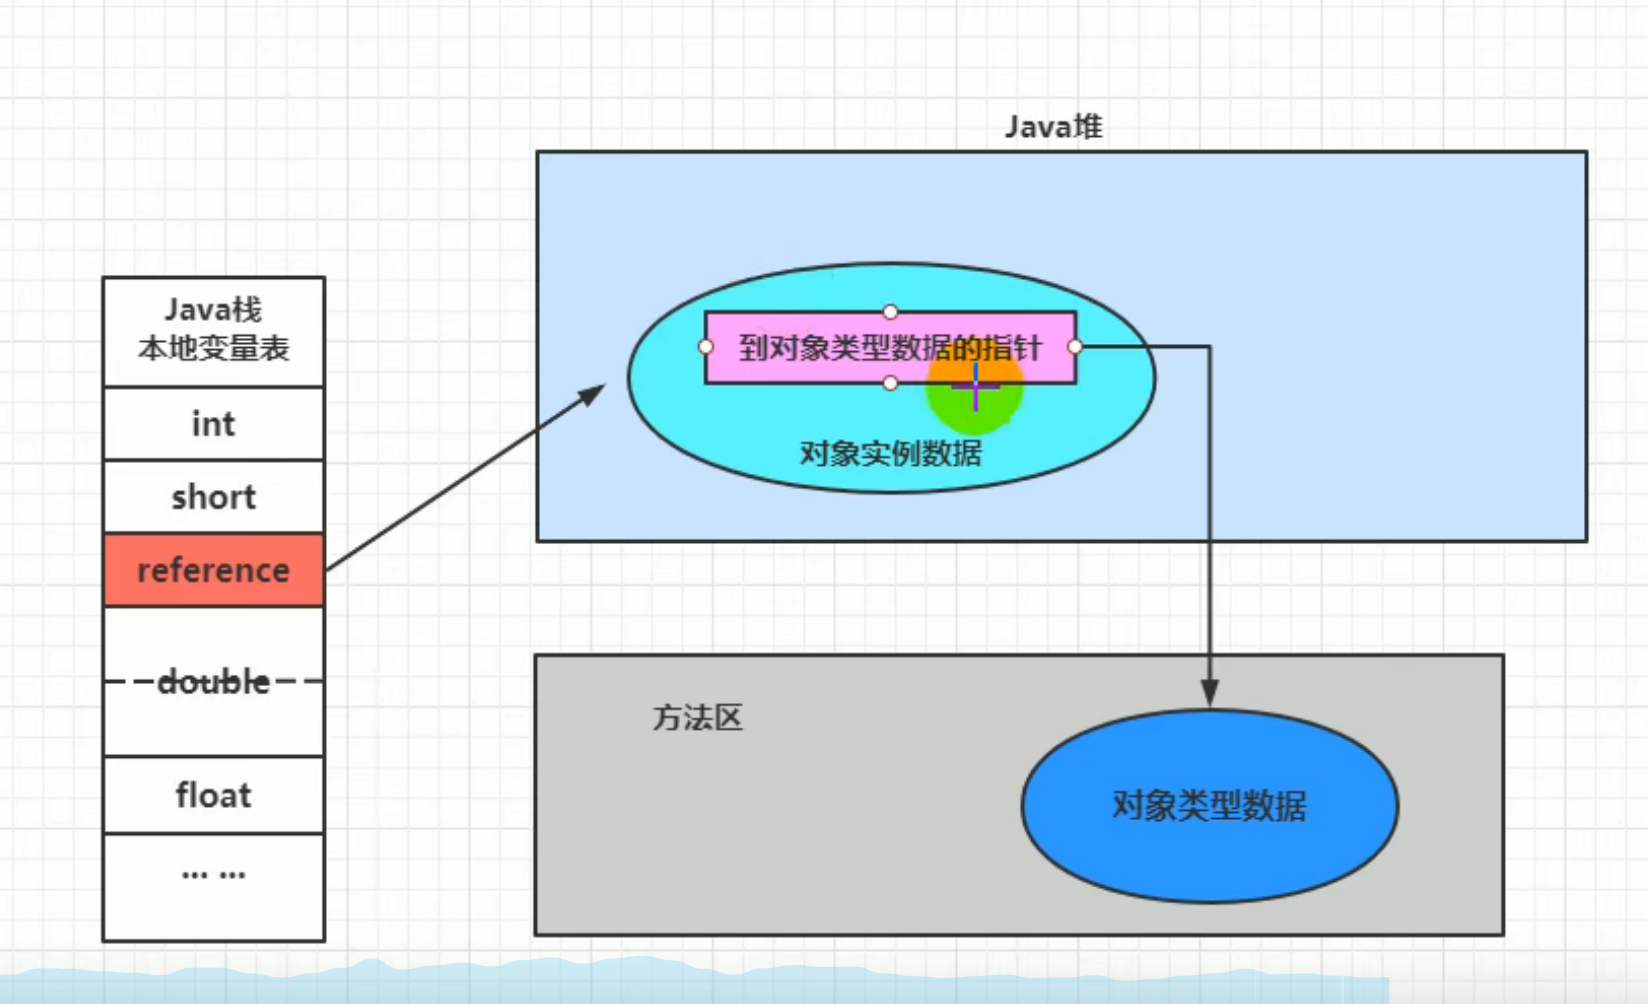 Java堆
Java栈
本地变量表
int
short
reference
double
float
... ...
到对象类型数据的指针
对象实例数据
方法区
对象类型数据